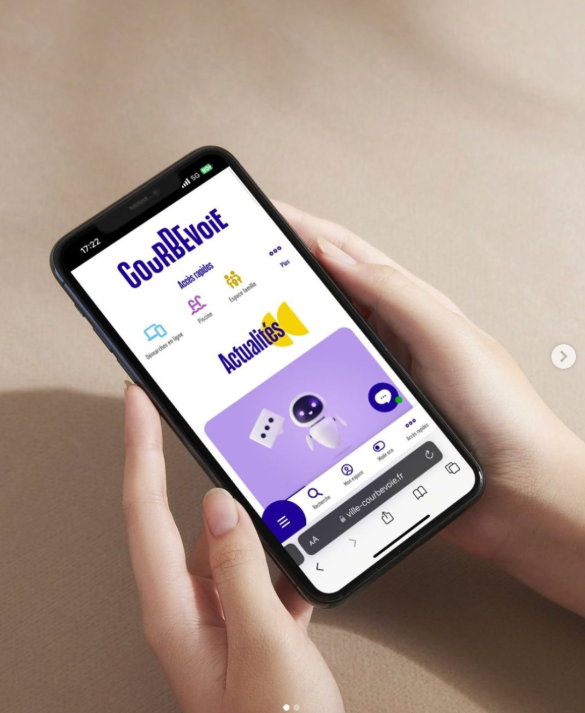 17:22
5G
COURBEVOIE
Accès rapides
Démarches en ligne
Piscine
Espace famille
Plus
Actualités
Recherche
Mon espace
Mode eco
Accès rapides
AA
ville-courbevoie.fr